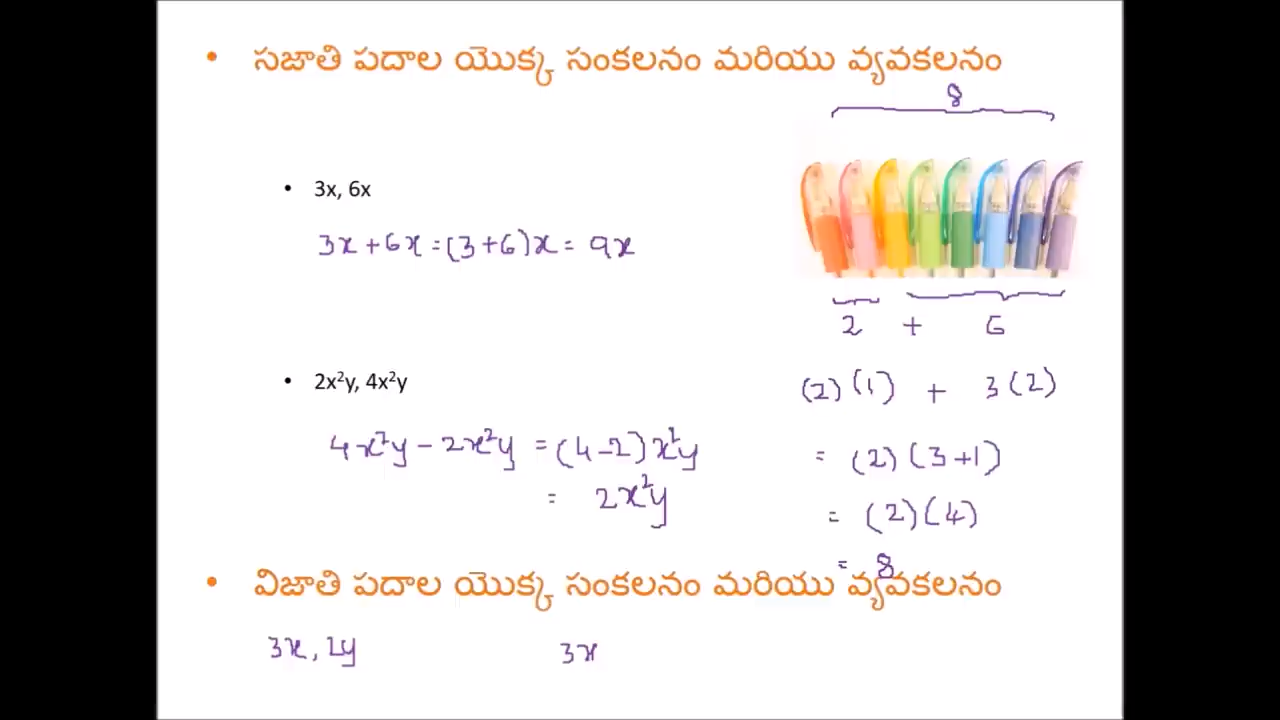 • సజాతి పదాల యొక్క సంకలనం మరియు వ్యవకలనం
8
• 3x, 6x
3x + 6x = (3+6)x = 9x
2 + 6
• 2x²y, 4x²y
(2)(1) + 3(2)
4x²y - 2x²y = (4-2)x²y
= (2)(3+1)
= 2x²y
= (2)(4)
= 8
• విజాతి పదాల యొక్క సంకలనం మరియు వ్యవకలనం
3x, 2y 3x